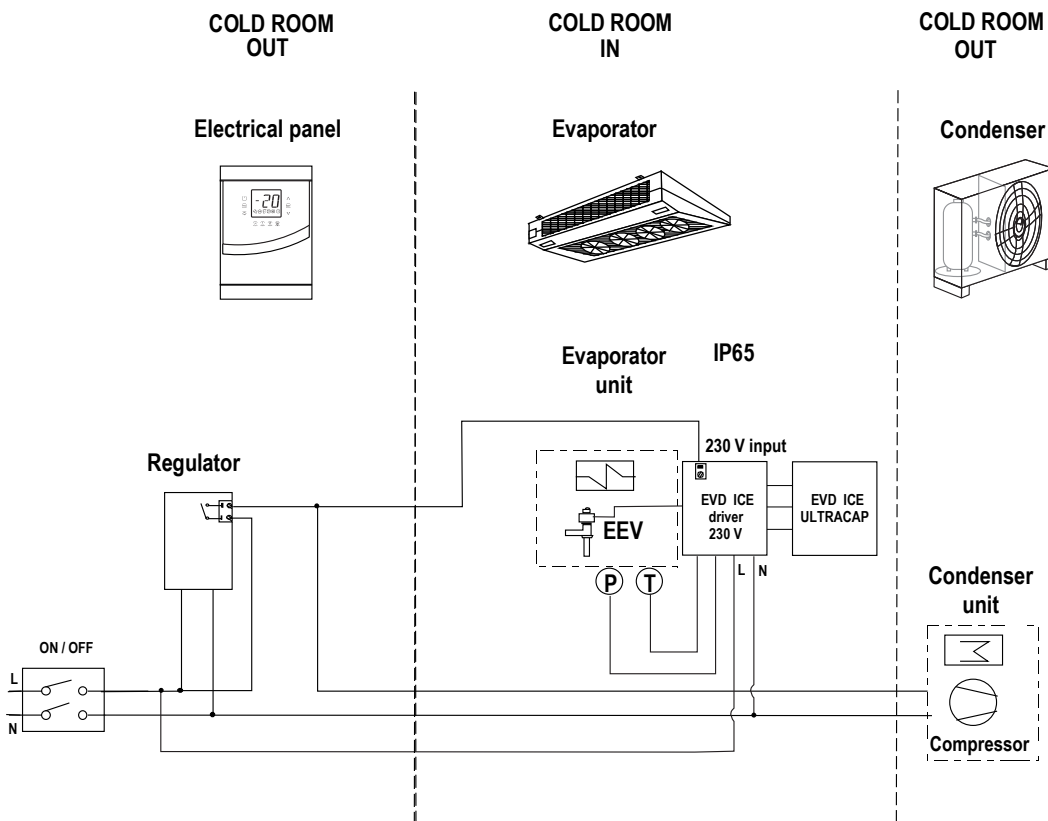 COLD ROOM
OUT
COLD ROOM
IN
COLD ROOM
OUT
Electrical panel
Evaporator
Condenser
-20
Evaporator
unit
IP65
Regulator
230 V input
EVD ICE
driver
230 V
EVD ICE
ULTRACAP
EEV
P
T
L
N
Condenser
unit
ON / OFF
L
N
Compressor